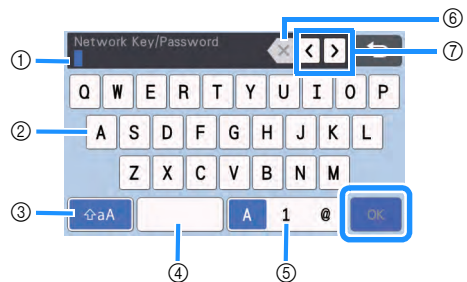 ⑥
Network Key/Password
①
⑦
Q W E R T Y U I O P
② A S D F G H J K L
Z X C V B N M
③ ⇧aA A 1 @ OK
④ ⑤